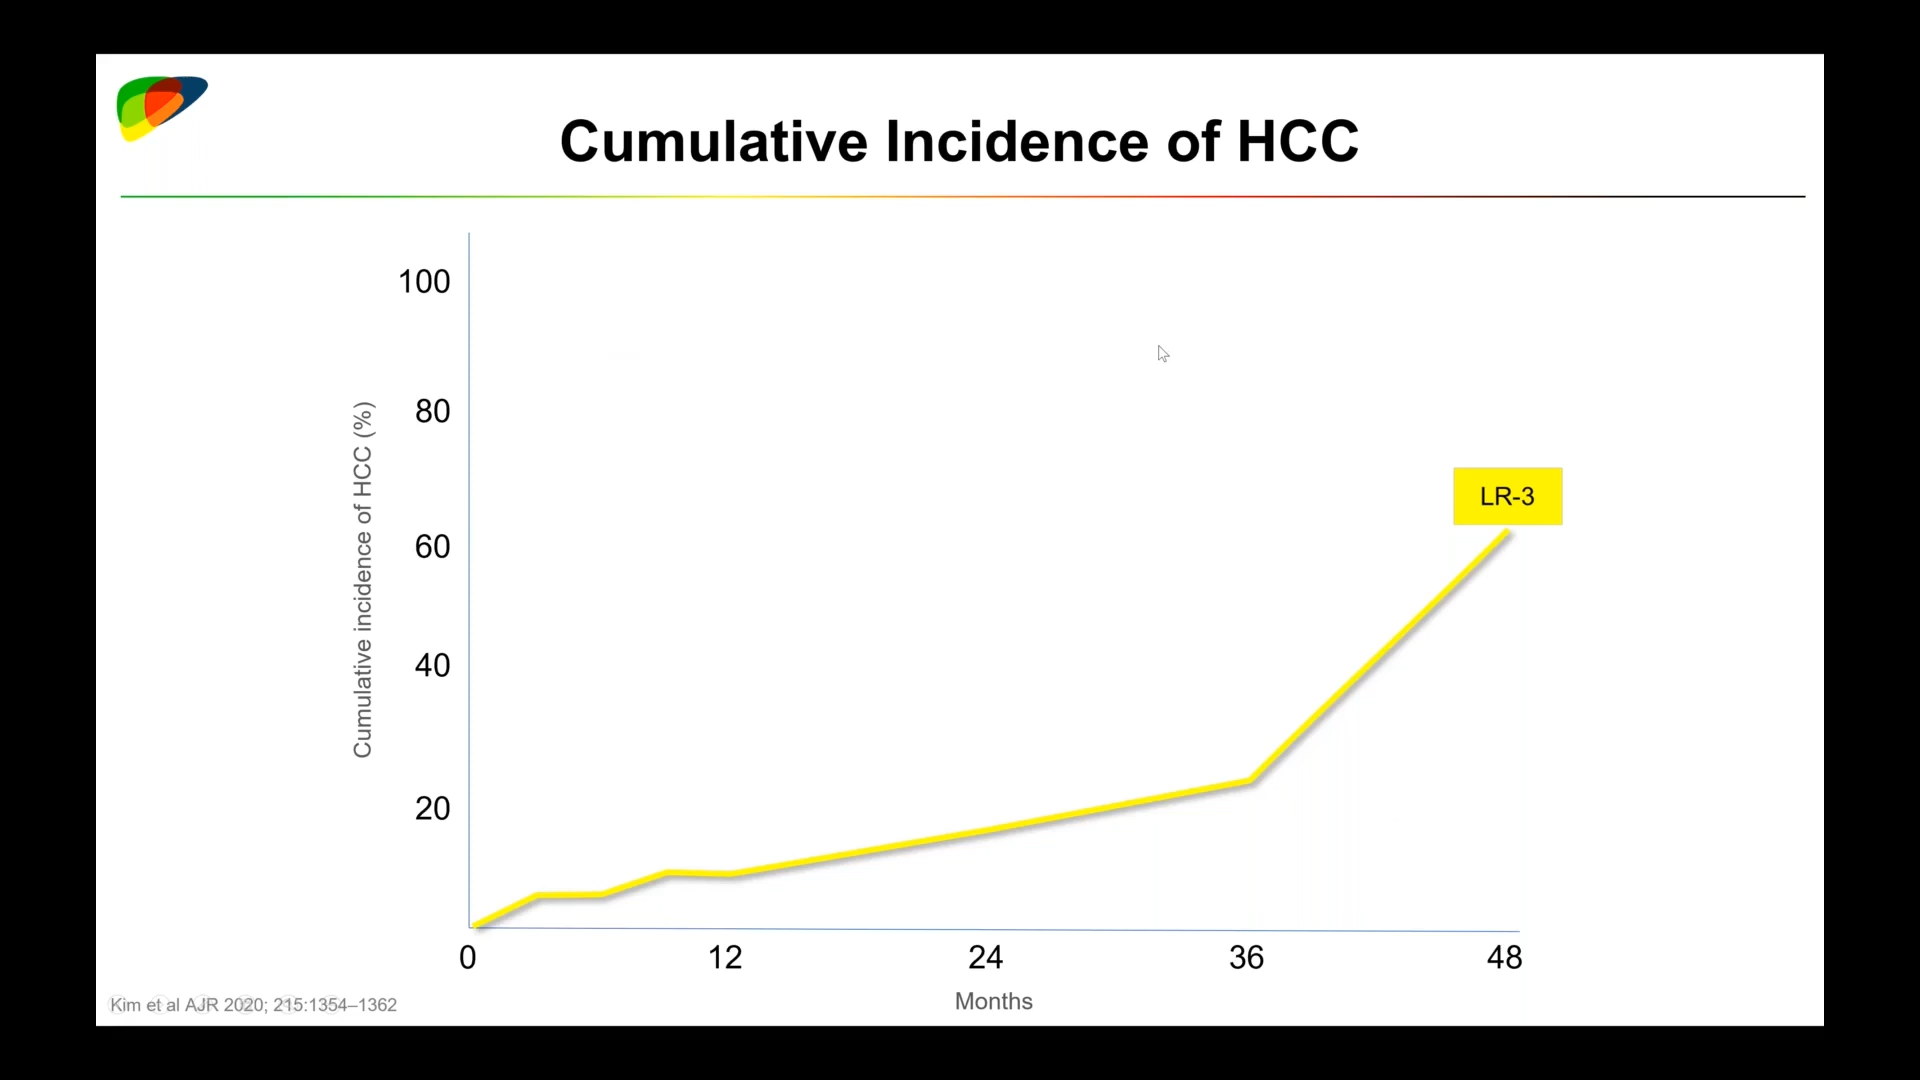 Cumulative Incidence of HCC
100
80
60
40
20
Cumulative incidence of HCC (%)
LR-3
0 12 24 36 48
Months
Kim et al AJR 2020; 215:1354–1362